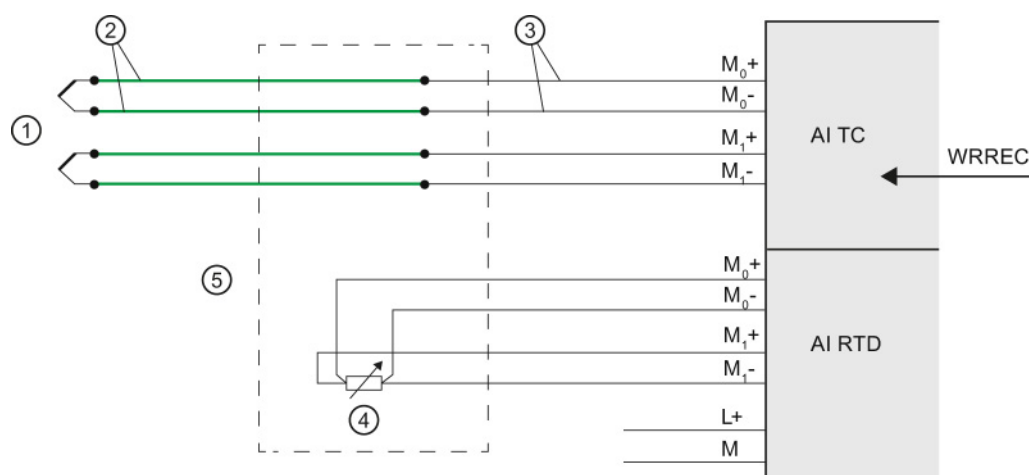 ②
③
M₀+
M₀-
①
M₁+
M₁-
AI TC
WRREC
⑤
M₀+
M₀-
M₁+
M₁-
AI RTD
④
L+
M